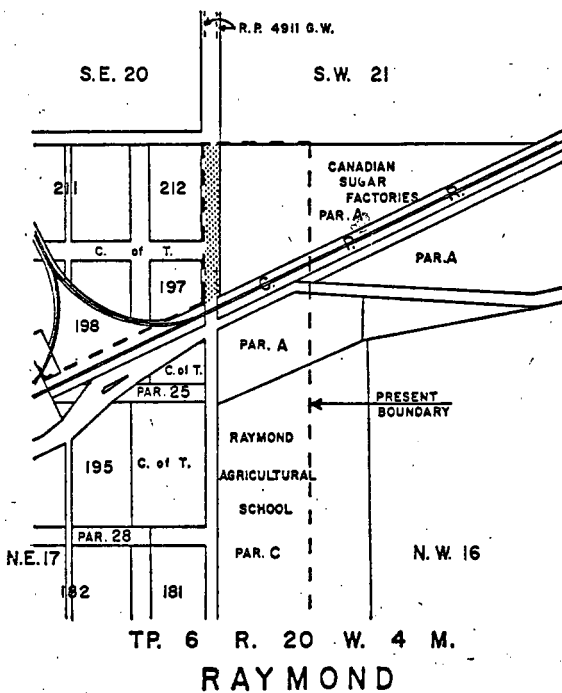 R.P. 4911 G.W.
S.E. 20
S.W. 21
211
212
CANADIAN
SUGAR
FACTORIES
PAR. A
C. P. R.
C. of T.
PAR. A
197
198
PAR. A
C. of T.
PAR. 25
PRESENT
BOUNDARY
RAYMOND
AGRICULTURAL
SCHOOL
195
C. of T.
PAR. 28
PAR. C
N.W. 16
N.E. 17
182
181
TP. 6 R. 20 W. 4 M.
RAYMOND